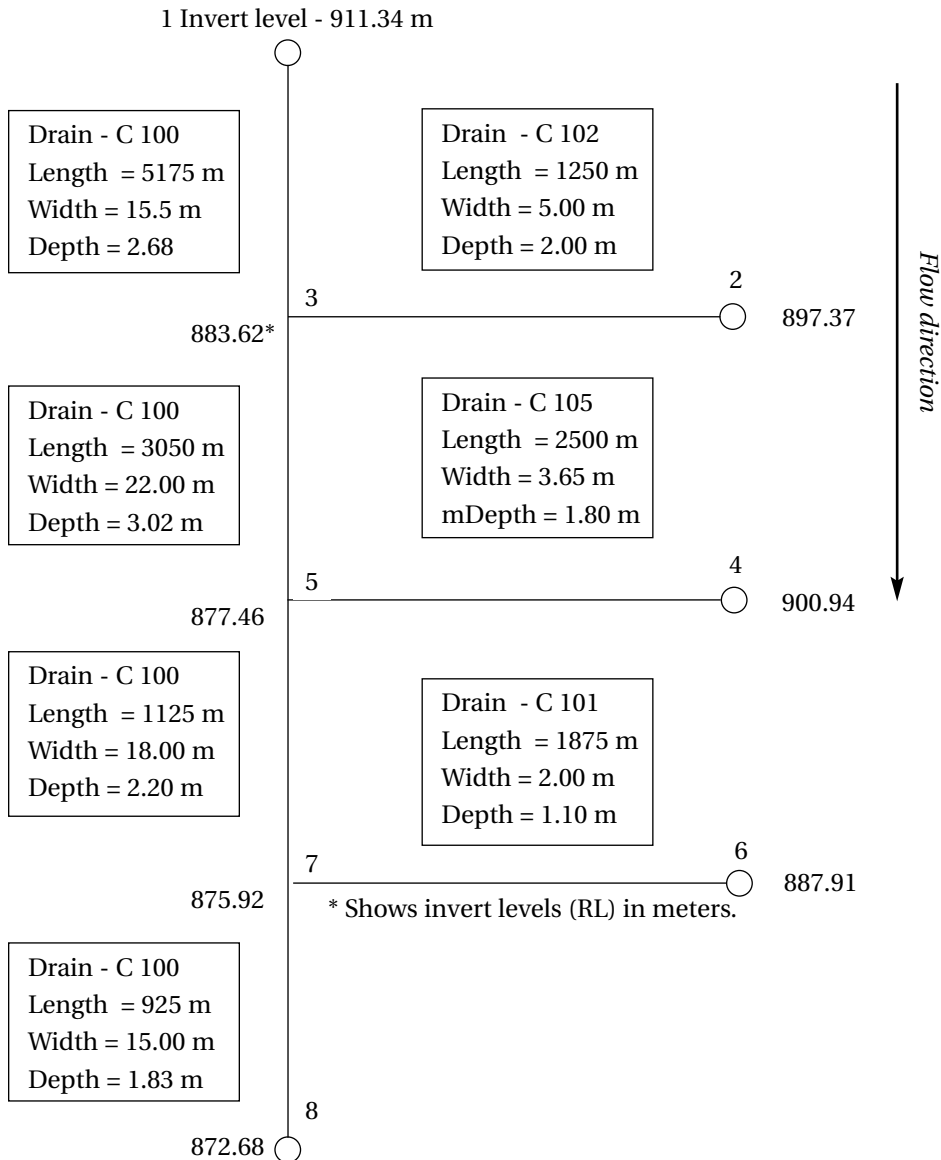 1 Invert level - 911.34 m
Drain - C 100
Length = 5175 m
Width = 15.5 m
Depth = 2.68
Drain - C 102
Length = 1250 m
Width = 5.00 m
Depth = 2.00 m
Flow direction
3
2
883.62*
897.37
Drain - C 100
Length = 3050 m
Width = 22.00 m
Depth = 3.02 m
Drain - C 105
Length = 2500 m
Width = 3.65 m
mDepth = 1.80 m
5
4
877.46
900.94
Drain - C 100
Length = 1125 m
Width = 18.00 m
Depth = 2.20 m
Drain - C 101
Length = 1875 m
Width = 2.00 m
Depth = 1.10 m
7
6
875.92
887.91
* Shows invert levels (RL) in meters.
Drain - C 100
Length = 925 m
Width = 15.00 m
Depth = 1.83 m
8
872.68